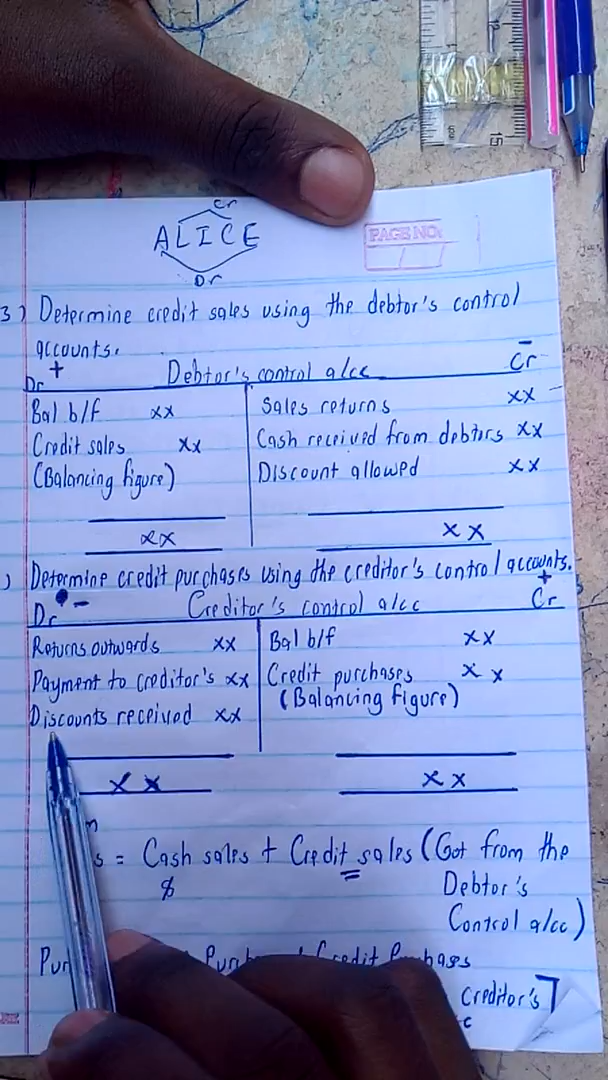 Cr
ALICE
Dr
PAGE NO:
3) Determine credit sales using the debtor's control
accounts.
Dr + Debtor's control a/cc Cr -
Bal b/f xx Sales returns xx
Credit sales xx Cash received from debtors xx
(Balancing figure) Discount allowed xx
xx xx
) Determine credit purchases using the creditor's control accounts.
Dr - Creditor's control a/cc Cr +
Returns outwards xx Bal b/f xx
Payment to creditor's xx Credit purchases xx
Discounts received xx (Balancing figure)
xx xx
= Cash sales + Credit sales (Got from the
$ Debtor's
Control a/cc)
Credit Purchases
creditor's
15